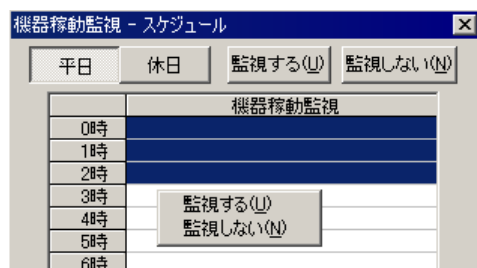 機器稼動監視 - スケジュール
平日 休日 監視する(U) 監視しない(N)
機器稼動監視
0時
1時
2時
3時
監視する(U)
4時
監視しない(N)
5時
6時